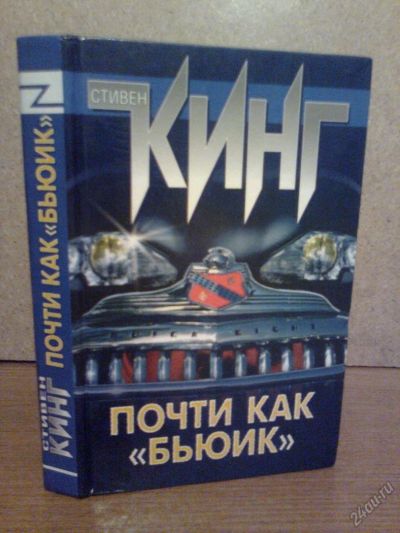 СТИВЕН
КИНГ
ПОЧТИ КАК
«БЬЮИК»
СТИВЕН
КИНГ
ПОЧТИ КАК «БЬЮИК»
24au.ru